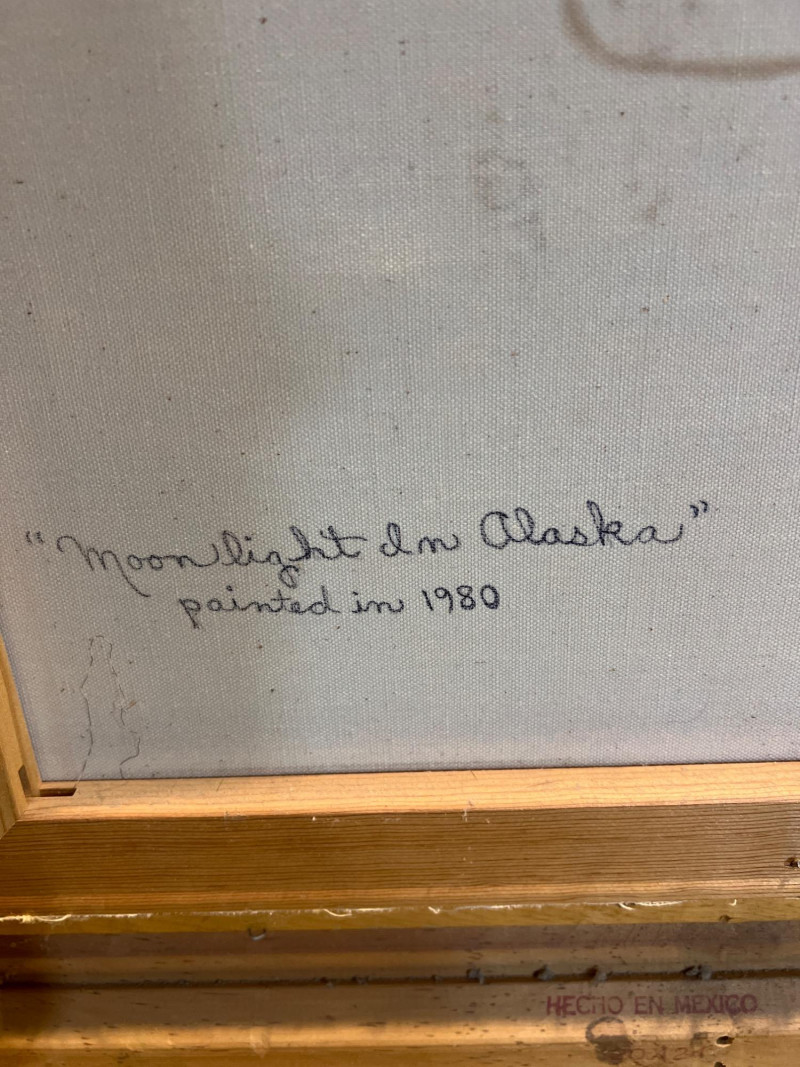 “Moonlight In Alaska”
painted in 1980
HECHO EN MEXICO